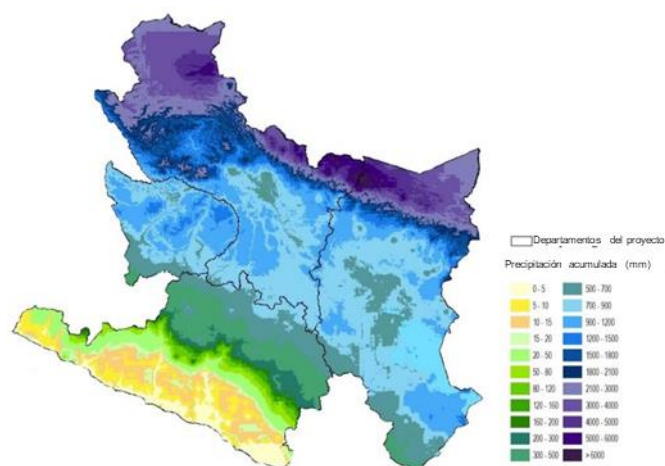 Departamentos del proyecto
Precipitación acumulada (mm)
0 - 5
5 - 10
10 - 15
15 - 20
20 - 50
50 - 80
80 - 120
120 - 160
160 - 200
200 - 300
300 - 500
500 - 700
700 - 900
900 - 1200
1200 - 1500
1500 - 1800
1800 - 2100
2100 - 3000
3000 - 4000
4000 - 5000
5000 - 6000
>6000